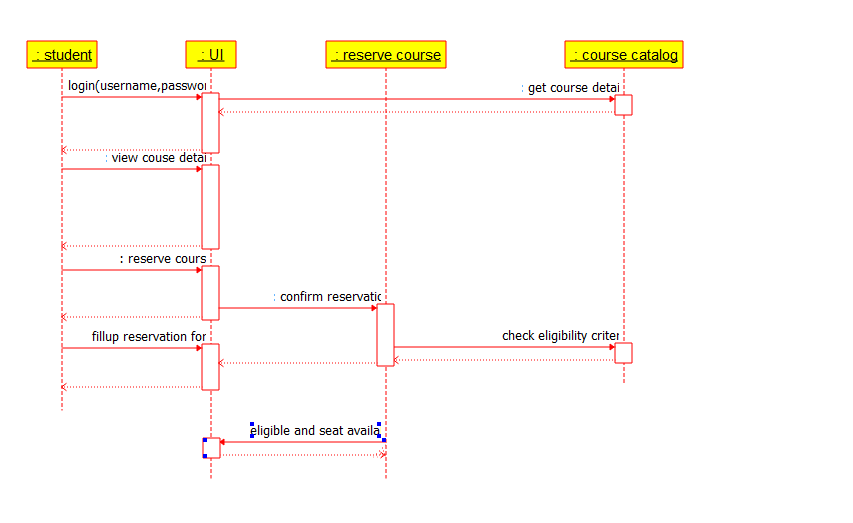 : student
: UI
: reserve course
: course catalog
login(username,passwor
: get course detai
: view couse detai
: reserve cours
: confirm reservatio
fillup reservation for
check eligibility criter
eligible and seat availa